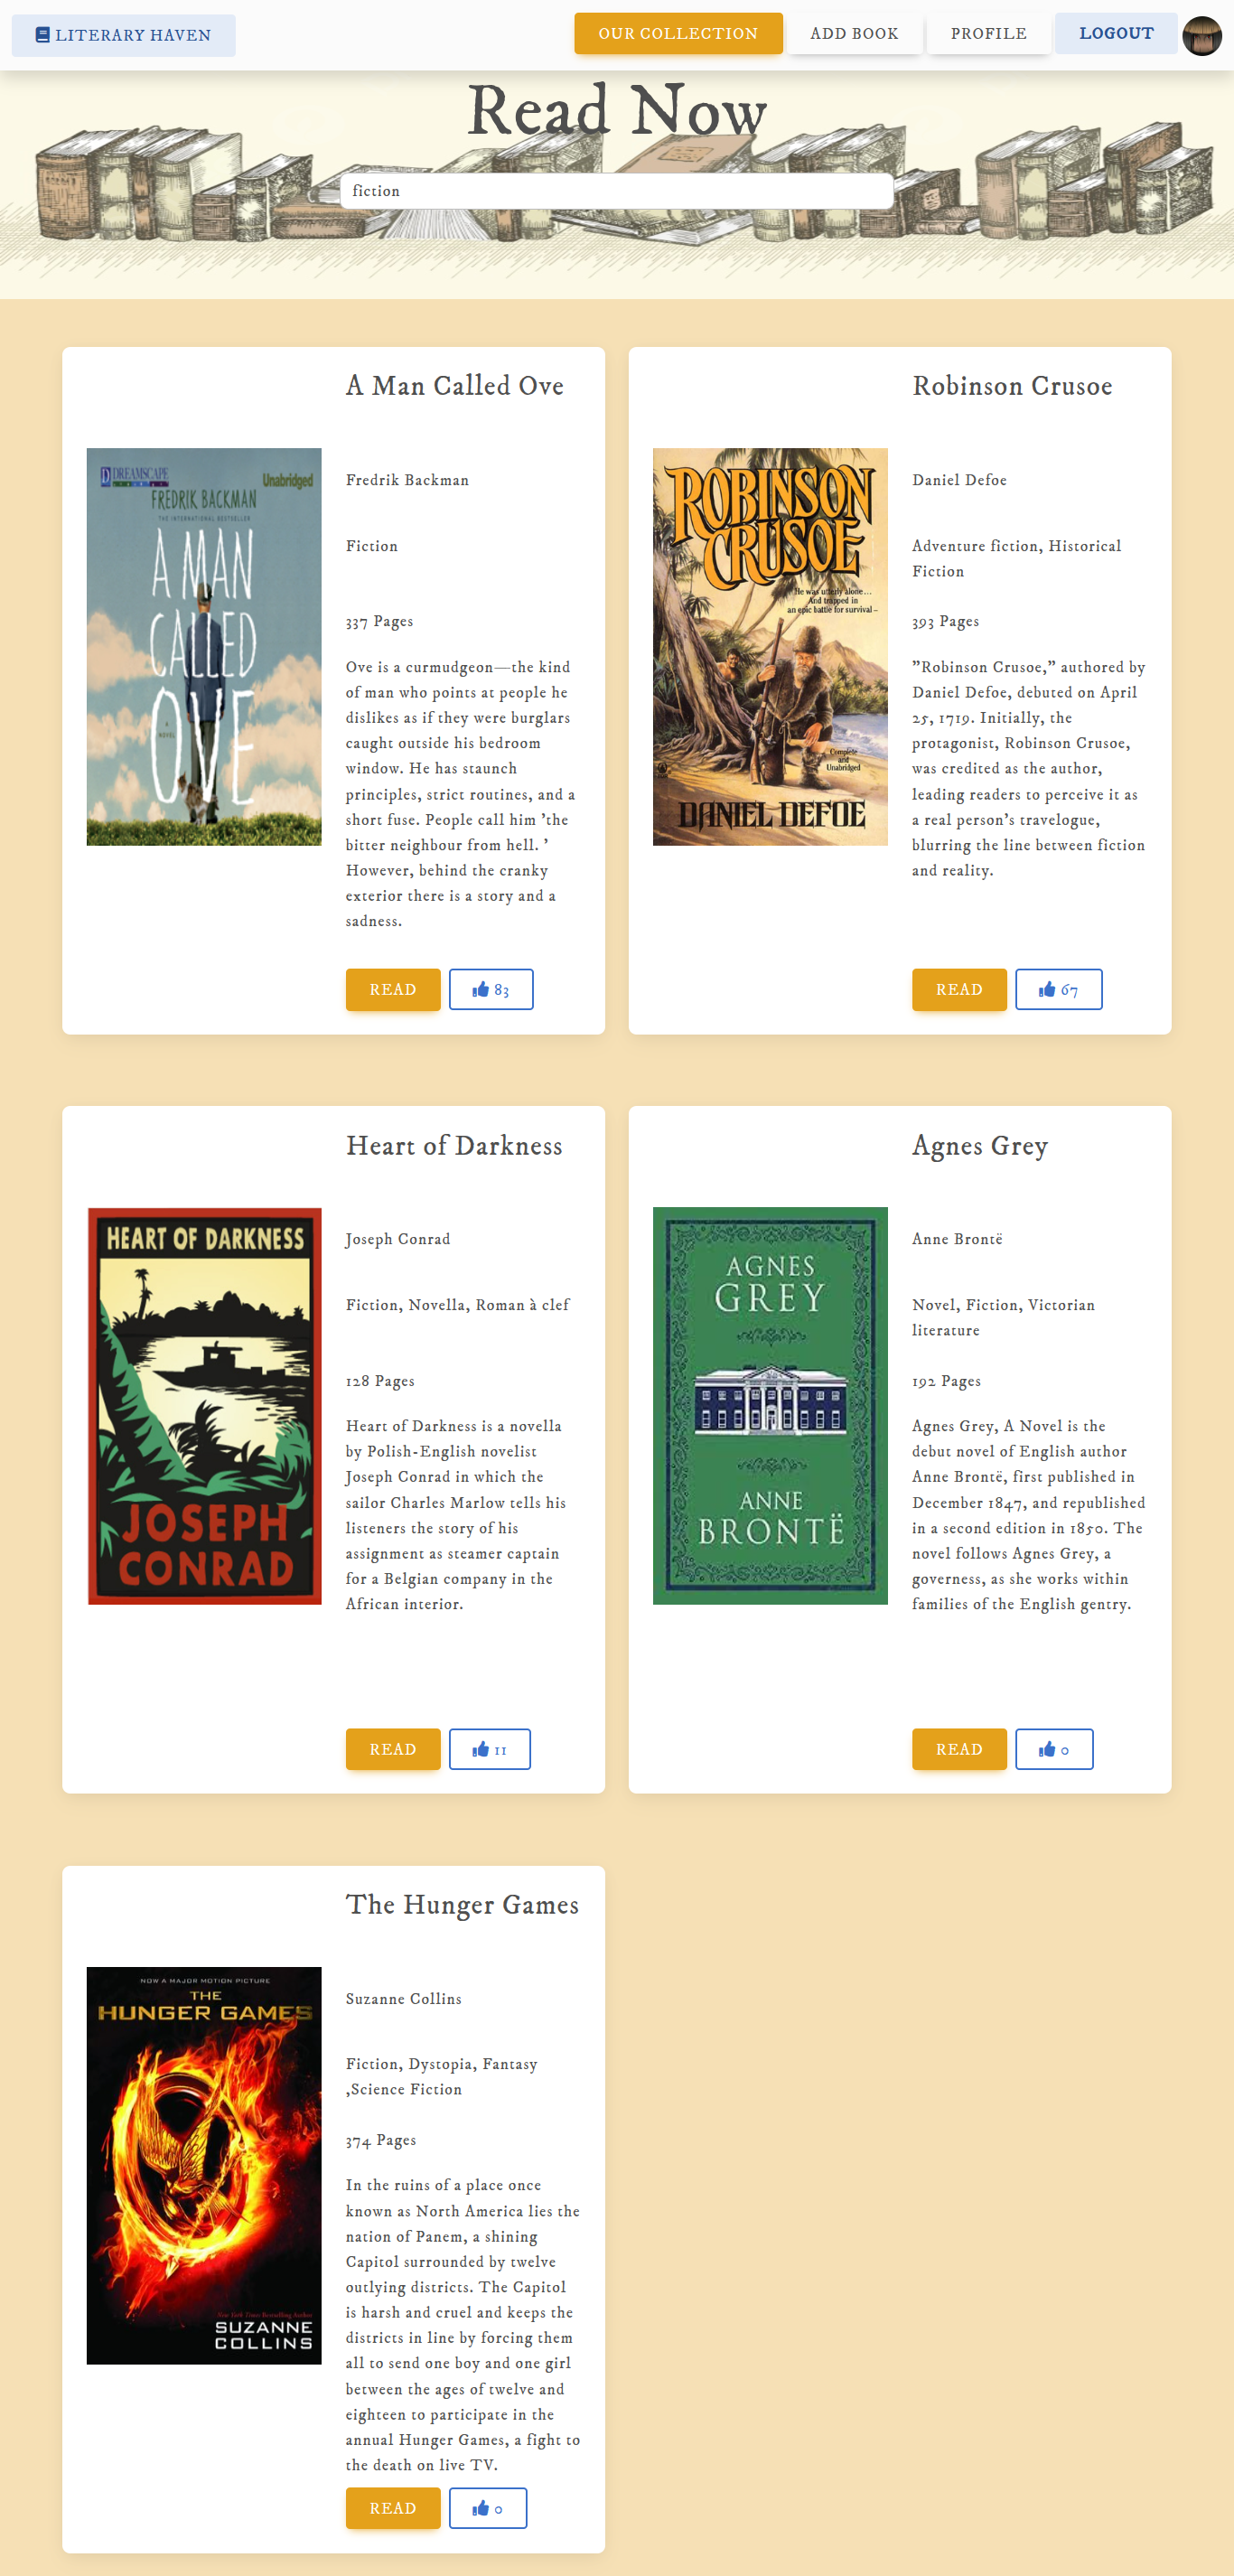 LITERARY HAVEN
OUR COLLECTION
ADD BOOK
PROFILE
LOGOUT
Read Now
fiction
A Man Called Ove
DREAMSCAPE
Unabridged
FREDRIK BACKMAN
THE INTERNATIONAL BESTSELLER
A MAN
CALLED
OVE
A
NOVEL
Fredrik Backman
Fiction
337 Pages
Ove is a curmudgeon—the kind
of man who points at people he
dislikes as if they were burglars
caught outside his bedroom
window. He has staunch
principles, strict routines, and a
short fuse. People call him 'the
bitter neighbour from hell. '
However, behind the cranky
exterior there is a story and a
sadness.
READ
83
Robinson Crusoe
ROBINSON
CRUSOE
He was utterly alone...
And trapped in
an epic battle for survival–
Complete
and
Unabridged
DANIEL DEFOE
Daniel Defoe
Adventure fiction, Historical
Fiction
393 Pages
"Robinson Crusoe," authored by
Daniel Defoe, debuted on April
25, 1719. Initially, the
protagonist, Robinson Crusoe,
was credited as the author,
leading readers to perceive it as
a real person's travelogue,
blurring the line between fiction
and reality.
READ
67
Heart of Darkness
HEART OF DARKNESS
JOSEPH
CONRAD
Joseph Conrad
Fiction, Novella, Roman à clef
128 Pages
Heart of Darkness is a novella
by Polish-English novelist
Joseph Conrad in which the
sailor Charles Marlow tells his
listeners the story of his
assignment as steamer captain
for a Belgian company in the
African interior.
READ
11
Agnes Grey
AGNES
GREY
ANNE
BRONTË
Anne Brontë
Novel, Fiction, Victorian
literature
192 Pages
Agnes Grey, A Novel is the
debut novel of English author
Anne Brontë, first published in
December 1847, and republished
in a second edition in 1850. The
novel follows Agnes Grey, a
governess, as she works within
families of the English gentry.
READ
0
The Hunger Games
NOW A MAJOR MOTION PICTURE
THE
HUNGER GAMES
New York Times Bestselling Author
SUZANNE
COLLINS
Suzanne Collins
Fiction, Dystopia, Fantasy
,Science Fiction
374 Pages
In the ruins of a place once
known as North America lies the
nation of Panem, a shining
Capitol surrounded by twelve
outlying districts. The Capitol
is harsh and cruel and keeps the
districts in line by forcing them
all to send one boy and one girl
between the ages of twelve and
eighteen to participate in the
annual Hunger Games, a fight to
the death on live TV.
READ
0